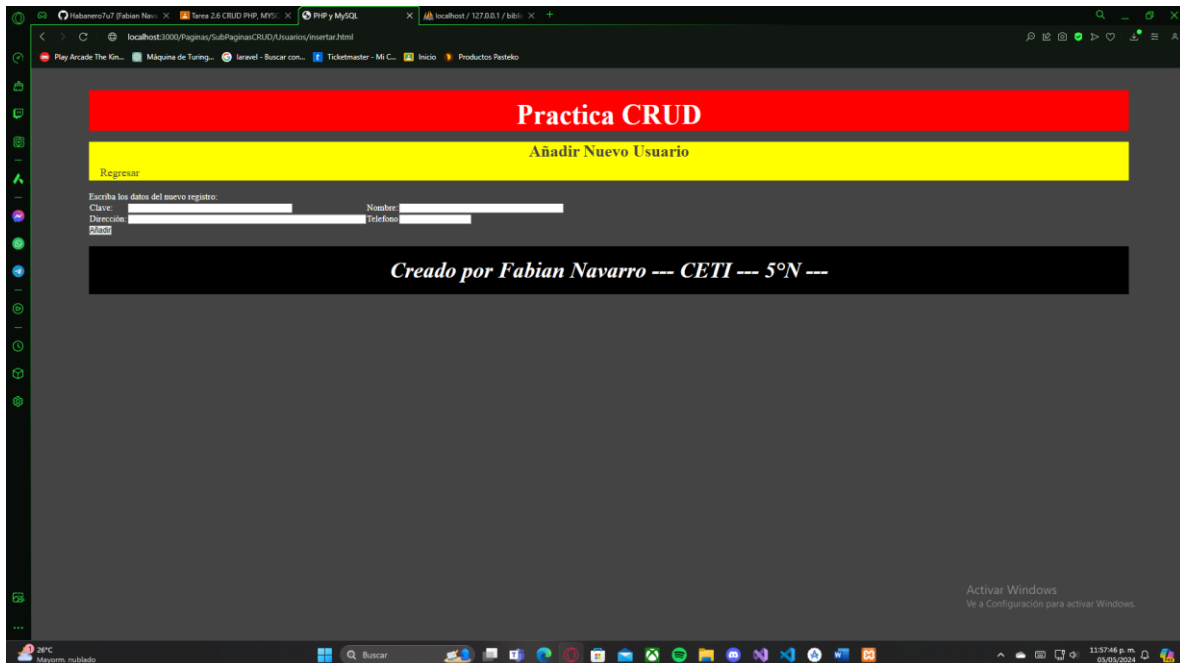 Habanero7u7 (Fabian Nav
Tarea 2.6 CRUD PHP, MYS
PHP y MySQL
localhost / 127.0.0.1 / bibli
localhost:3000/Paginas/SubPaginasCRUD/Usuarios/insertar.html
Play Arcade The Kin...
Máquina de Turing...
laravel - Buscar con...
Ticketmaster - Mi C...
Inicio
Productos Pasteko
Practica CRUD
Añadir Nuevo Usuario
Regresar
Escriba los datos del nuevo registro:
Clave: Nombre:
Dirección: Telefono
Añadir
Creado por Fabian Navarro --- CETI --- 5°N ---
Activar Windows
Ve a Configuración para activar Windows.
26°C
Mayorm. nublado
Buscar
11:57:46 p. m.
05/05/2024